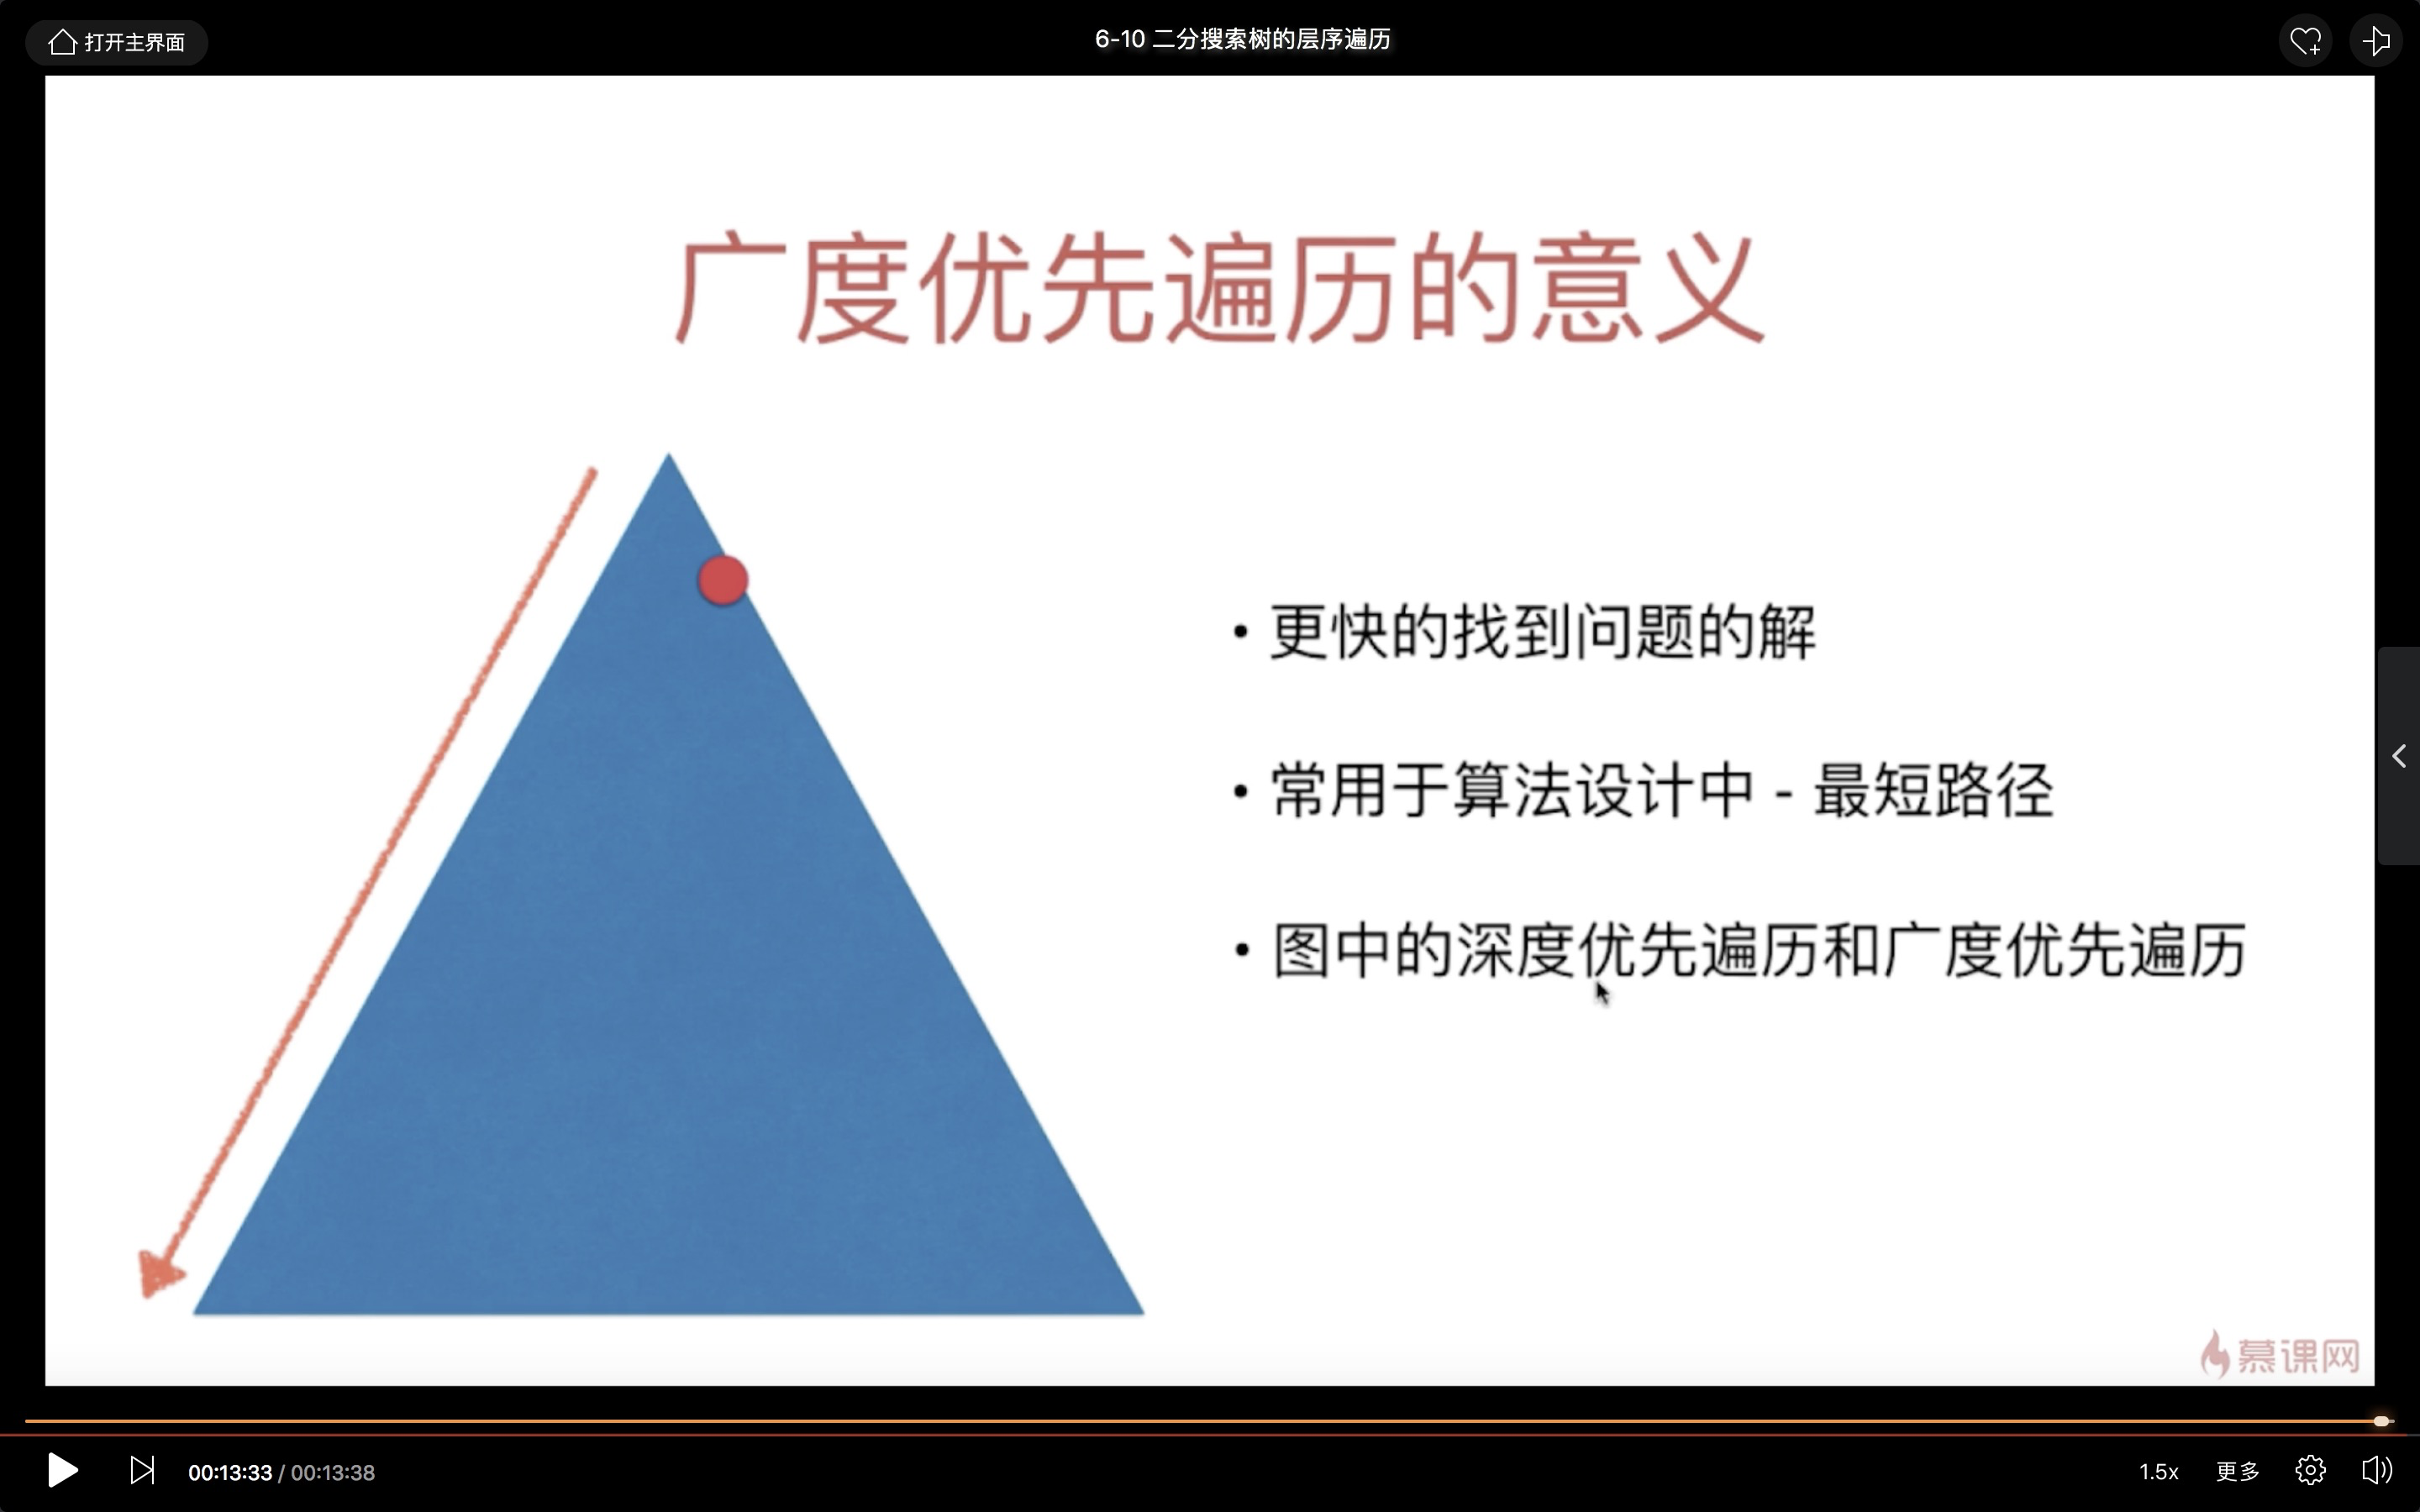 打开主界面
6-10 二分搜索树的层序遍历
广度优先遍历的意义
• 更快的找到问题的解
• 常用于算法设计中 - 最短路径
• 图中的深度优先遍历和广度优先遍历
慕课网
00:13:33 / 00:13:38
1.5x
更多